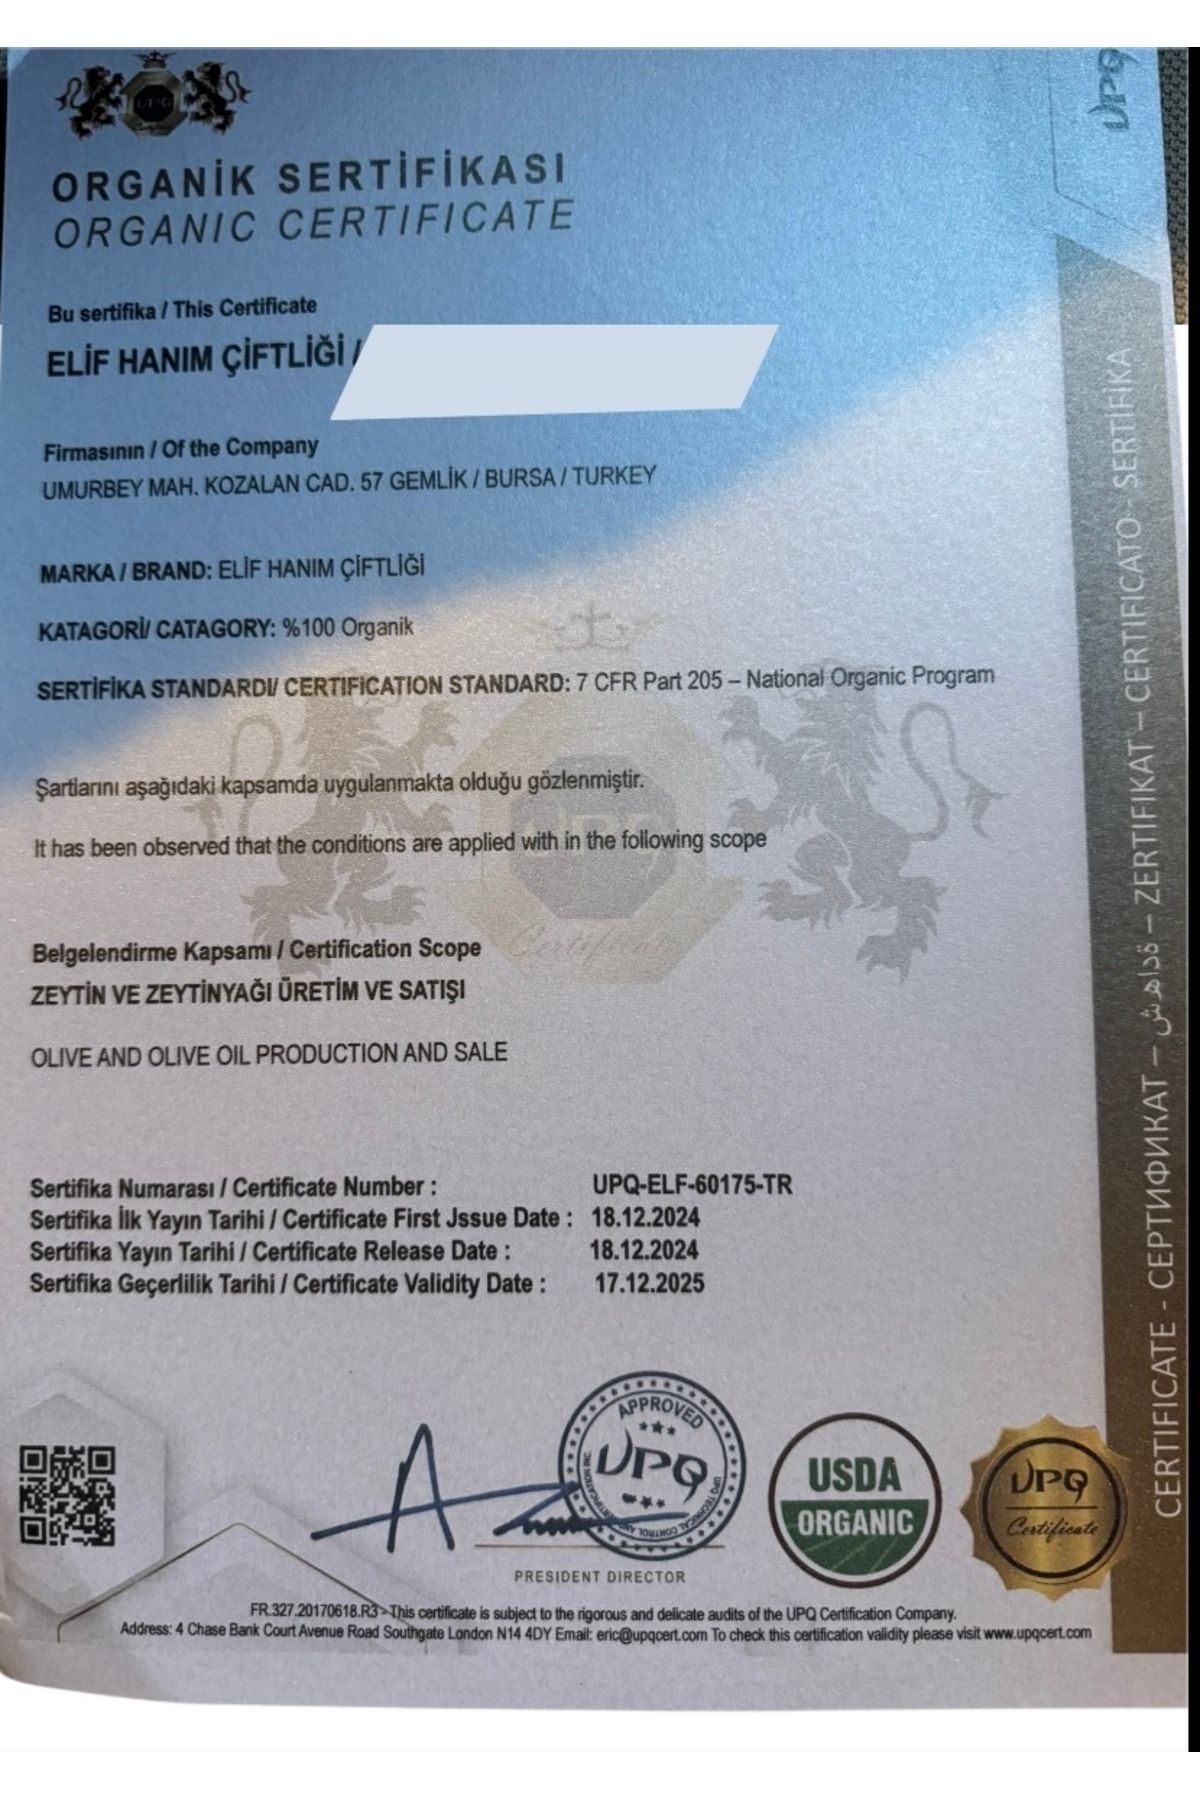 UPQ
UPQ
ORGANİK SERTİFİKASI
ORGANIC CERTIFICATE
Bu sertifika / This Certificate
ELİF HANIM ÇİFTLİĞİ /
Firmasının / Of the Company
UMURBEY MAH. KOZALAN CAD. 57 GEMLİK / BURSA / TURKEY
MARKA / BRAND: ELİF HANIM ÇİFTLİĞİ
KATAGORİ/ CATAGORY: %100 Organik
SERTİFİKA STANDARDI/ CERTIFICATION STANDARD: 7 CFR Part 205 – National Organic Program
Şartlarını aşağıdaki kapsamda uygulanmakta olduğu gözlenmiştir.
It has been observed that the conditions are applied with in the following scope
Belgelendirme Kapsamı / Certification Scope
ZEYTİN VE ZEYTİNYAĞI ÜRETİM VE SATIŞI
OLIVE AND OLIVE OIL PRODUCTION AND SALE
Sertifika Numarası / Certificate Number : UPQ-ELF-60175-TR
Sertifika İlk Yayın Tarihi / Certificate First Jssue Date : 18.12.2024
Sertifika Yayın Tarihi / Certificate Release Date : 18.12.2024
Sertifika Geçerlilik Tarihi / Certificate Validity Date : 17.12.2025
APPROVED
UPQ
PRESIDENT DIRECTOR
USDA
ORGANIC
UPQ
Certificate
FR.327.20170618.R3 - This certificate is subject to the rigorous and delicate audits of the UPQ Certification Company.
Address: 4 Chase Bank Court Avenue Road Southgate London N14 4DY Email: eric@upqcert.com To check this certification validity please visit www.upqcert.com
CERTIFICATE - СЕРТИФИКАТ – شهادة – ZERTIFIKAT – CERTIFICATO - SERTİFİKA